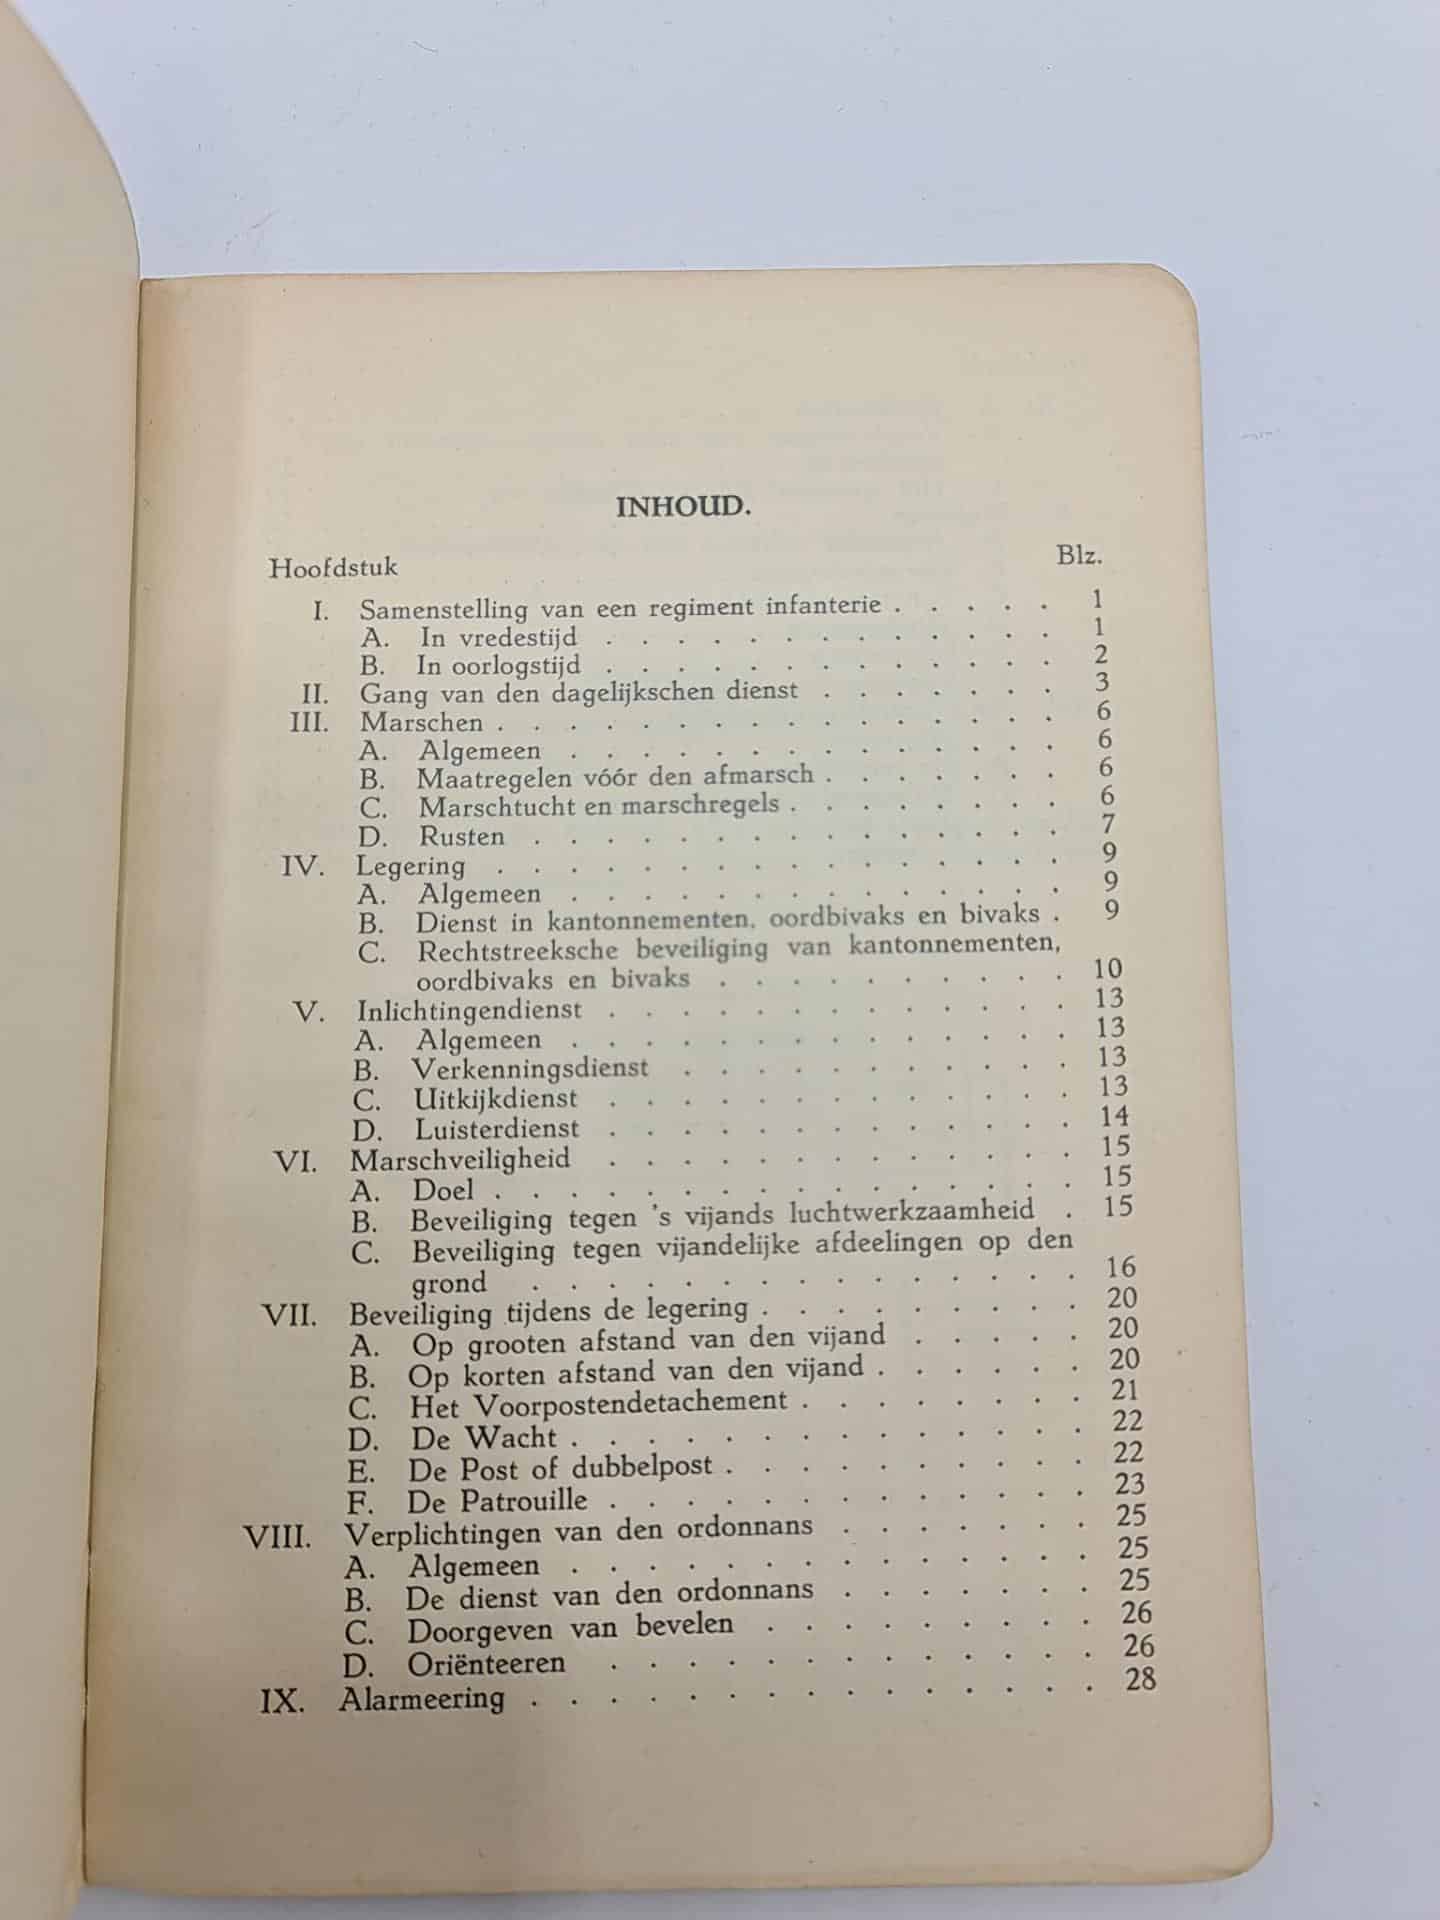 INHOUD.
Hoofdstuk Blz.
I. Samenstelling van een regiment infanterie . . . . . 1
A. In vredestijd . . . . . . . . . . . . 1
B. In oorlogstijd . . . . . . . . . . . . 2
II. Gang van den dagelijkschen dienst . . . . . . . 3
III. Marschen . . . . . . . . . . . . . . . . 6
A. Algemeen . . . . . . . . . . . . . 6
B. Maatregelen vóór den afmarsch . . . . . . . 6
C. Marschtucht en marschregels . . . . . . . . 6
D. Rusten . . . . . . . . . . . . . . . 7
IV. Legering . . . . . . . . . . . . . . . . 9
A. Algemeen . . . . . . . . . . . . . . 9
B. Dienst in kantonnementen, oordbivaks en bivaks . 9
C. Rechtstreeksche beveiliging van kantonnementen,
oordbivaks en bivaks . . . . . . . . . . 10
V. Inlichtingendienst . . . . . . . . . . . . . 13
A. Algemeen . . . . . . . . . . . . . . 13
B. Verkenningsdienst . . . . . . . . . . . 13
C. Uitkijkdienst . . . . . . . . . . . . . 13
D. Luisterdienst . . . . . . . . . . . . . 14
VI. Marschveiligheid . . . . . . . . . . . . . 15
A. Doel . . . . . . . . . . . . . . . . 15
B. Beveiliging tegen 's vijands luchtwerkzaamheid . 15
C. Beveiliging tegen vijandelijke afdeelingen op den
grond . . . . . . . . . . . . . . . 16
VII. Beveiliging tijdens de legering . . . . . . . . . 20
A. Op grooten afstand van den vijand . . . . . 20
B. Op korten afstand van den vijand . . . . . . 20
C. Het Voorpostendetachement . . . . . . . . 21
D. De Wacht . . . . . . . . . . . . . . 22
E. De Post of dubbelpost . . . . . . . . . . 22
F. De Patrouille . . . . . . . . . . . . . 23
VIII. Verplichtingen van den ordonnans . . . . . . . 25
A. Algemeen . . . . . . . . . . . . . . 25
B. De dienst van den ordonnans . . . . . . . 25
C. Doorgeven van bevelen . . . . . . . . . 26
D. Oriënteeren . . . . . . . . . . . . . 26
IX. Alarmeering . . . . . . . . . . . . . . . 28